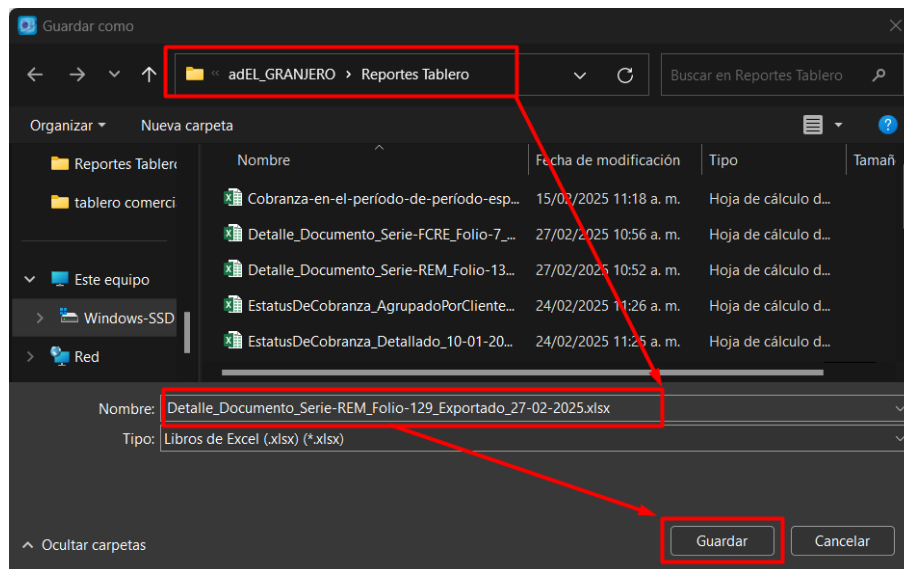 Guardar como
« adEL_GRANJERO > Reportes Tablero
Buscar en Reportes Tablero
Organizar
Nueva carpeta
Nombre
Fecha de modificación
Tipo
Tamañ
Reportes Tablero
tablero comerci
Cobranza-en-el-período-de-período-esp... 15/02/2025 11:18 a. m. Hoja de cálculo d...
Detalle_Documento_Serie-FCRE_Folio-7_... 27/02/2025 10:56 a. m. Hoja de cálculo d...
Detalle_Documento_Serie-REM_Folio-13... 27/02/2025 10:52 a. m. Hoja de cálculo d...
EstatusDeCobranza_AgrupadoPorCliente... 24/02/2025 11:26 a. m. Hoja de cálculo d...
EstatusDeCobranza_Detallado_10-01-20... 24/02/2025 11:25 a. m. Hoja de cálculo d...
Este equipo
Windows-SSD
Red
Nombre: Detalle_Documento_Serie-REM_Folio-129_Exportado_27-02-2025.xlsx
Tipo: Libros de Excel (.xlsx) (*.xlsx)
Ocultar carpetas
Guardar
Cancelar